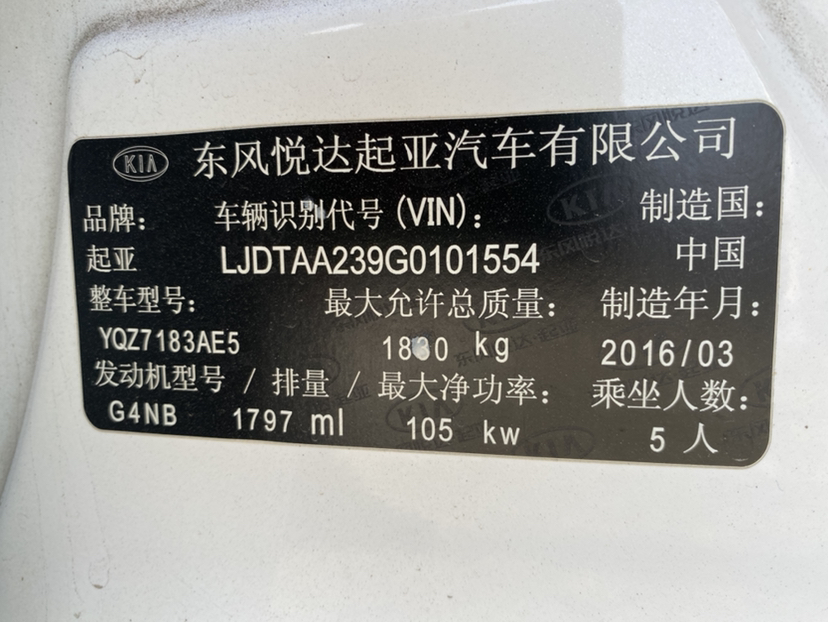 KIA 东风悦达起亚汽车有限公司
品牌: 车辆识别代号(VIN): 制造国:
起亚 LJDTAA239G0101554 中国
整车型号: 最大允许总质量: 制造年月:
YQZ7183AE5 kg 2016/03
发动机型号 / 排量 / 最大净功率: 乘坐人数:
G4NB 1797 ml 105 kw 5 人